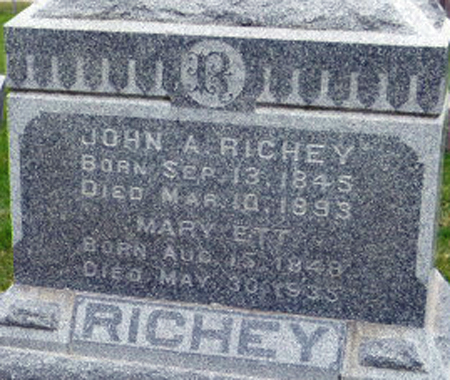 R
JOHN A. RICHEY
BORN SEP. 13, 1845
DIED MAR. 10, 1893
MARY ETT
BORN AUG. 15, 1848
DIED MAY 30, 1935
RICHEY